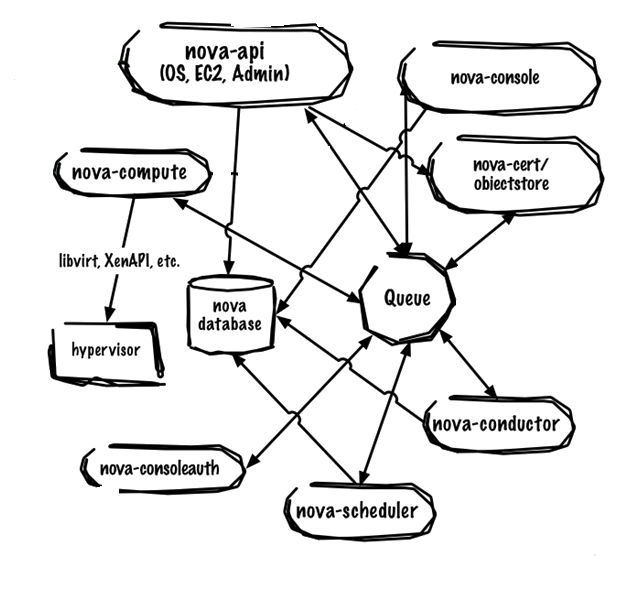 nova-api
(OS, EC2, Admin)
nova-console
nova-cert/
objectstore
nova-compute
libvirt, XenAPI, etc.
nova
database
Queue
hypervisor
nova-conductor
nova-consoleauth
nova-scheduler